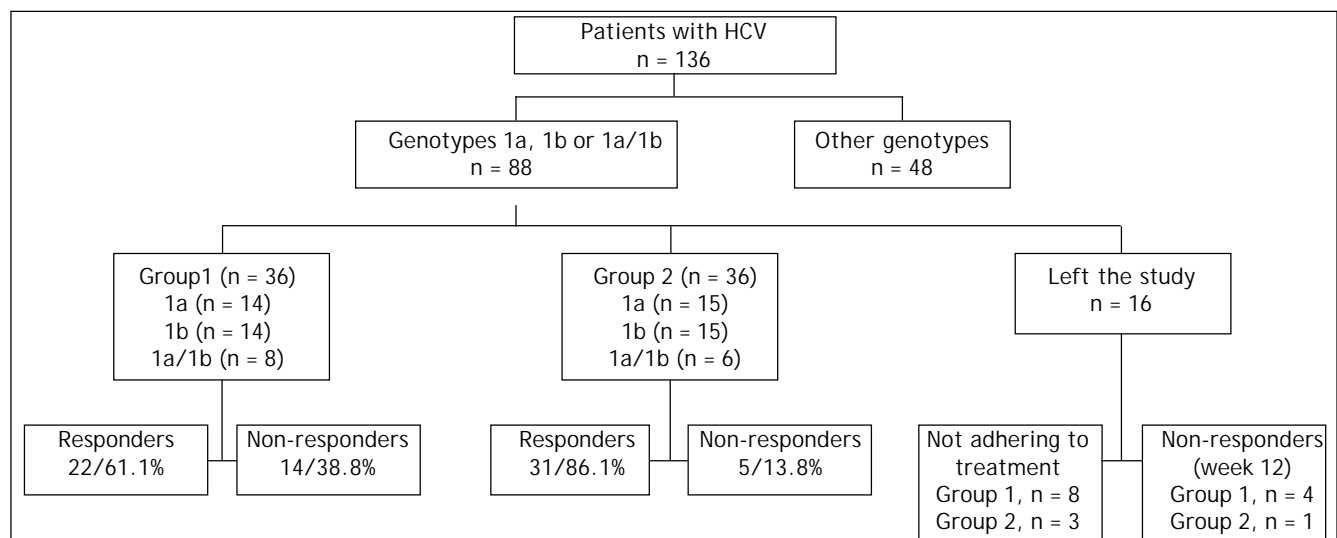 Patients with HCV
n = 136
Genotypes 1a, 1b or 1a/1b
n = 88
Other genotypes
n = 48
Group1 (n = 36)
1a (n = 14)
1b (n = 14)
1a/1b (n = 8)
Group 2 (n = 36)
1a (n = 15)
1b (n = 15)
1a/1b (n = 6)
Left the study
n = 16
Responders
22/61.1%
Non-responders
14/38.8%
Responders
31/86.1%
Non-responders
5/13.8%
Not adhering to
treatment
Group 1, n = 8
Group 2, n = 3
Non-responders
(week 12)
Group 1, n = 4
Group 2, n = 1